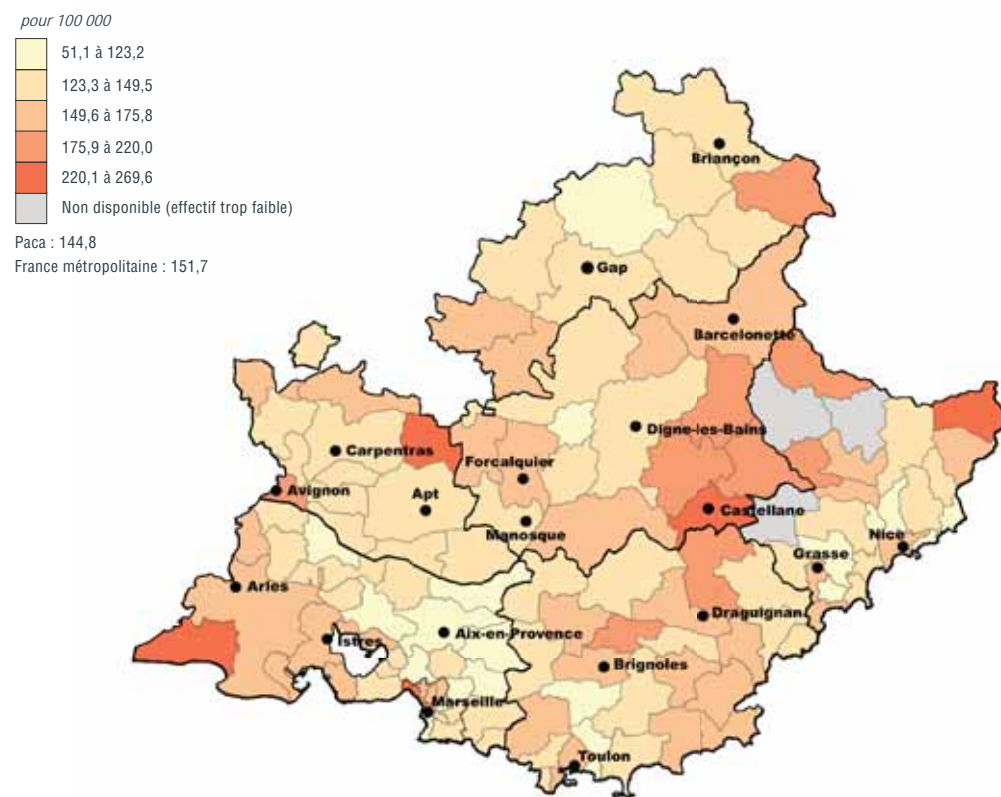 pour 100 000
51,1 à 123,2
123,3 à 149,5
149,6 à 175,8
175,9 à 220,0
220,1 à 269,6
Non disponible (effectif trop faible)
Paca : 144,8
France métropolitaine : 151,7
Briançon
Gap
Barcelonette
Digne-les-Bains
Carpentras
Forcalquier
Avignon
Apt
Castellane
Manosque
Nice
Grasse
Arles
Draguignan
Istres
Aix-en-Provence
Brignoles
Marseille
Toulon